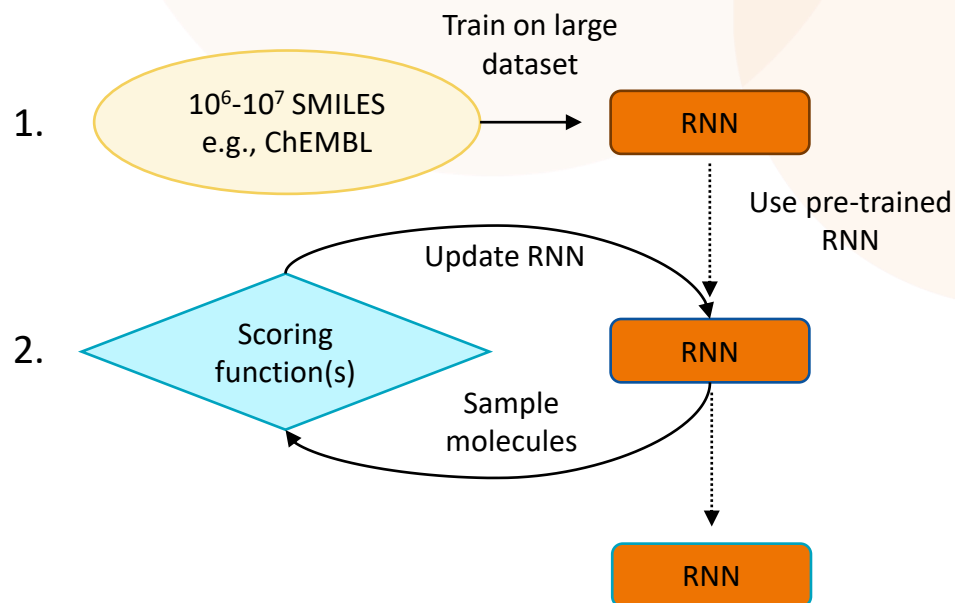 Train on large
dataset
1.
10⁶-10⁷ SMILES
e.g., ChEMBL
RNN
Use pre-trained
RNN
Update RNN
2.
Scoring
function(s)
RNN
Sample
molecules
RNN